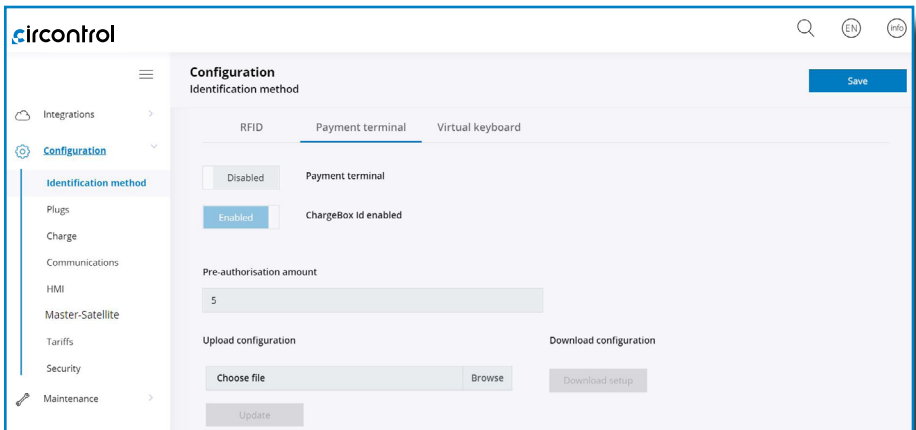 circontrol
EN
info
Configuration
Identification method
Save
Integrations
Configuration
Identification method
Plugs
Charge
Communications
HMI
Master-Satellite
Tariffs
Security
Maintenance
RFID Payment terminal Virtual keyboard
Disabled Payment terminal
Enabled ChargeBox Id enabled
Pre-authorisation amount
5
Upload configuration Download configuration
Choose file Browse Download setup
Update